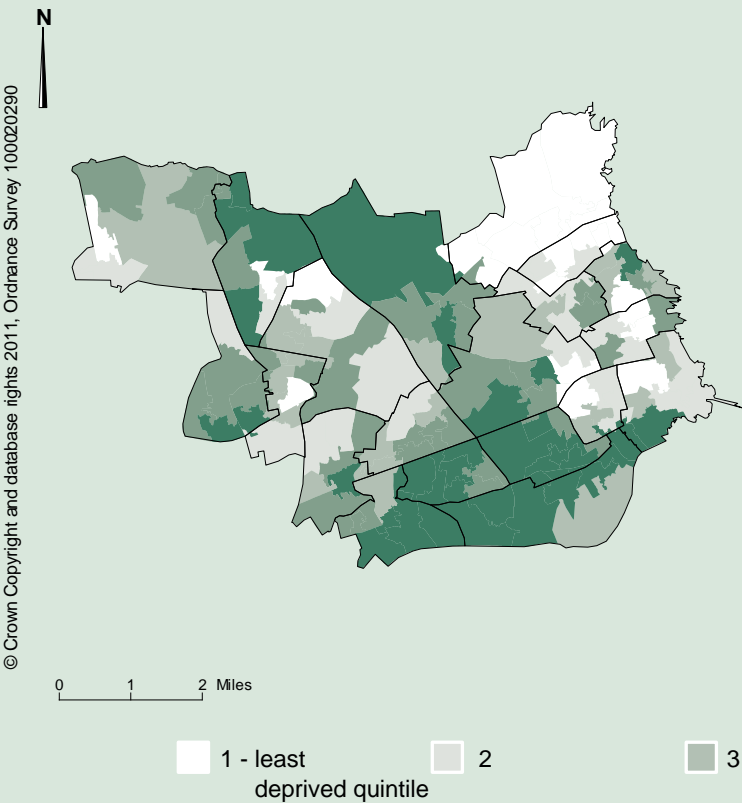 N
© Crown Copyright and database rights 2011, Ordnance Survey 100020290
0 1 2 Miles
1 - least 2 3
deprived quintile